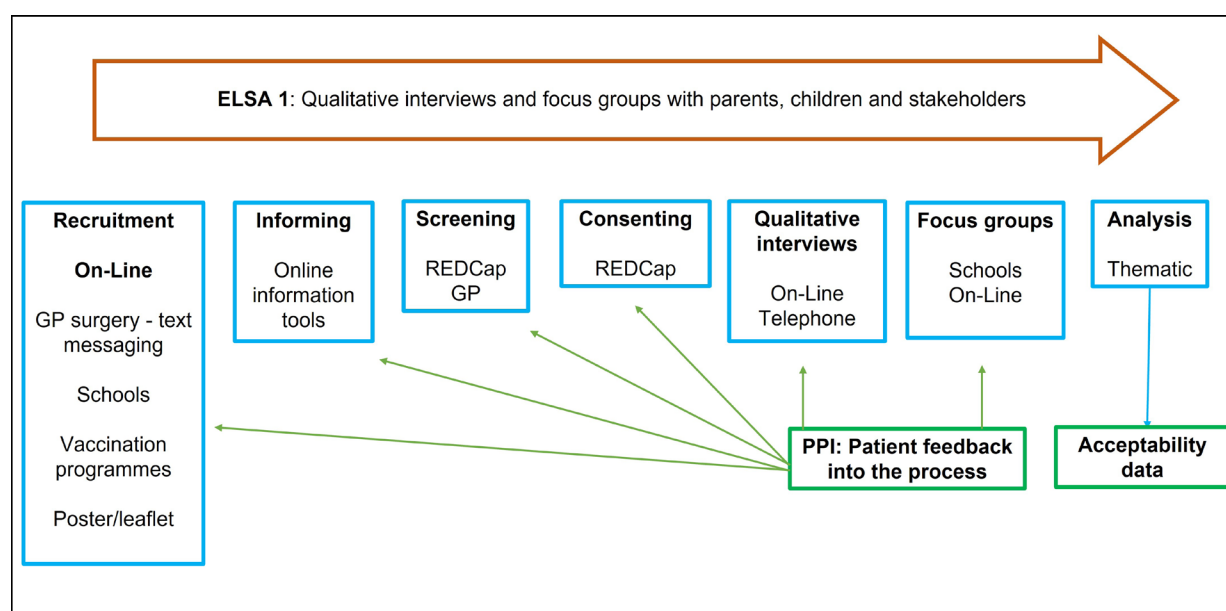 ELSA 1: Qualitative interviews and focus groups with parents, children and stakeholders
Recruitment
On-Line
GP surgery - text
messaging
Schools
Vaccination
programmes
Poster/leaflet
Informing
Online
information
tools
Screening
REDCap
GP
Consenting
REDCap
Qualitative
interviews
On-Line
Telephone
Focus groups
Schools
On-Line
Analysis
Thematic
PPI: Patient feedback
into the process
Acceptability
data